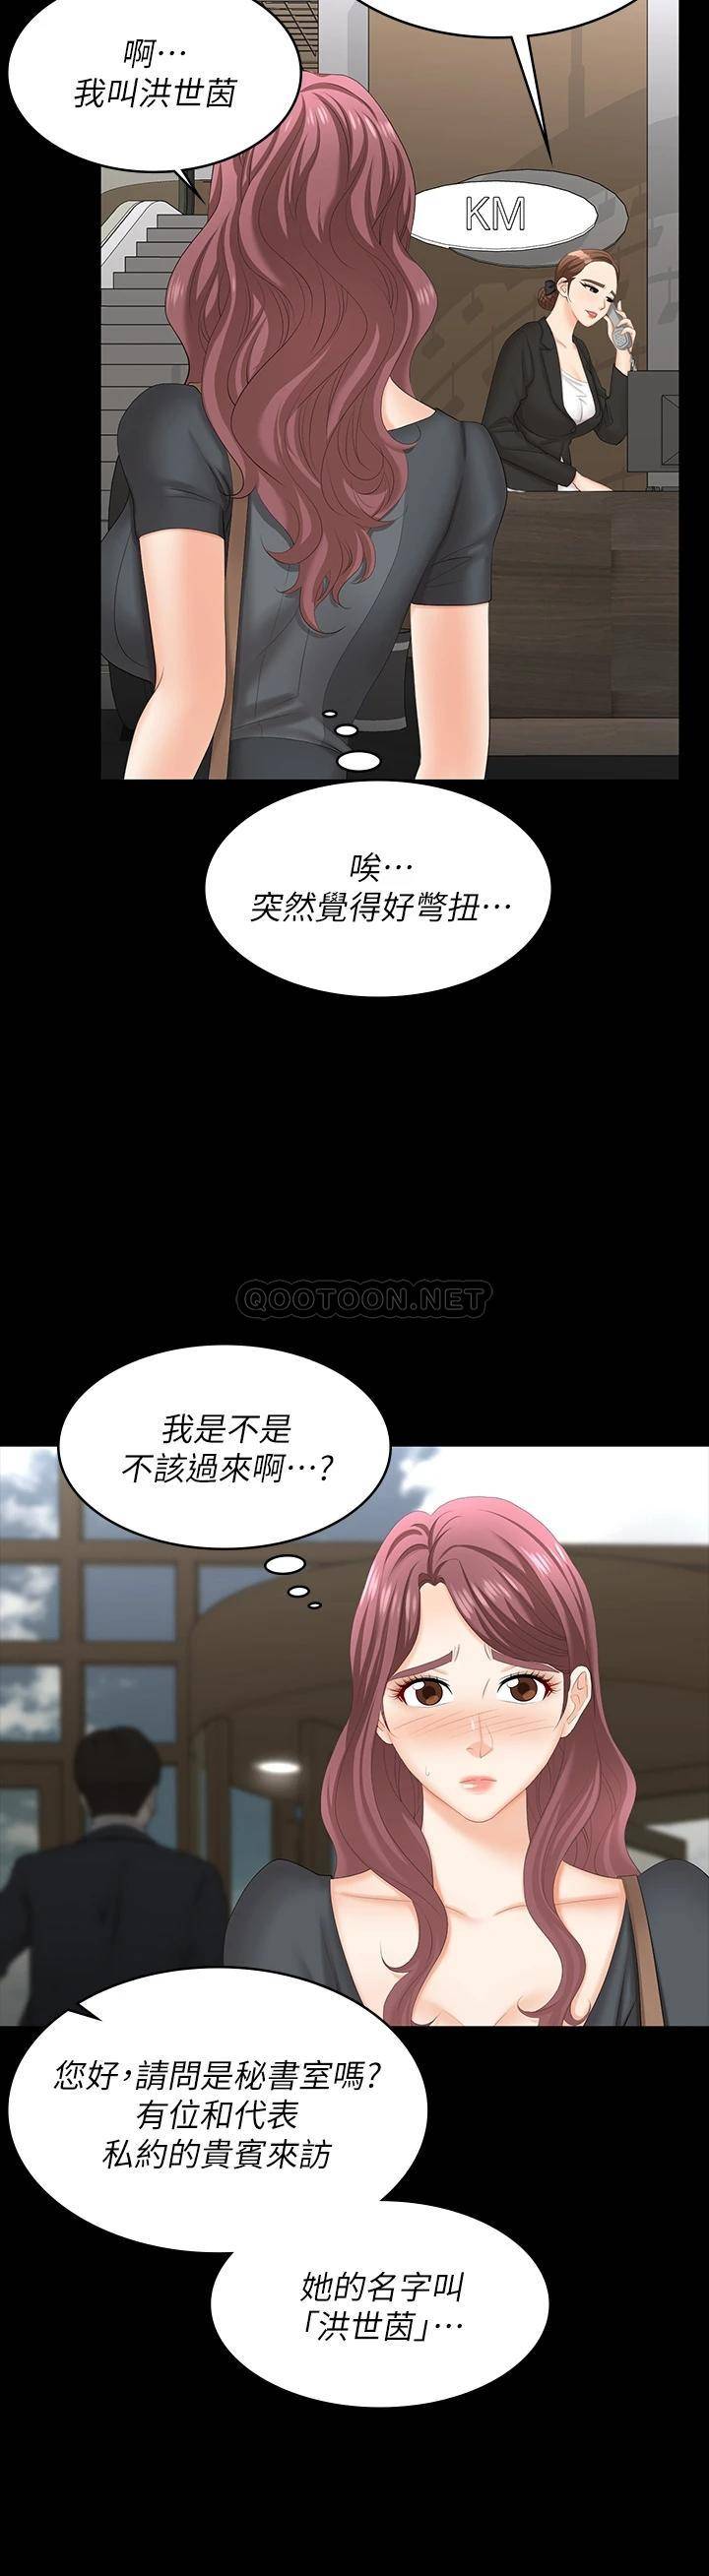 啊⋯
我叫洪世茵
KM
唉⋯
突然覺得好彆扭⋯
QOOTOON.NET
我是不是
不該過來啊⋯?
您好，請問是秘書室嗎?
有位和代表
私約的貴賓來訪
她的名字叫
「洪世茵」⋯